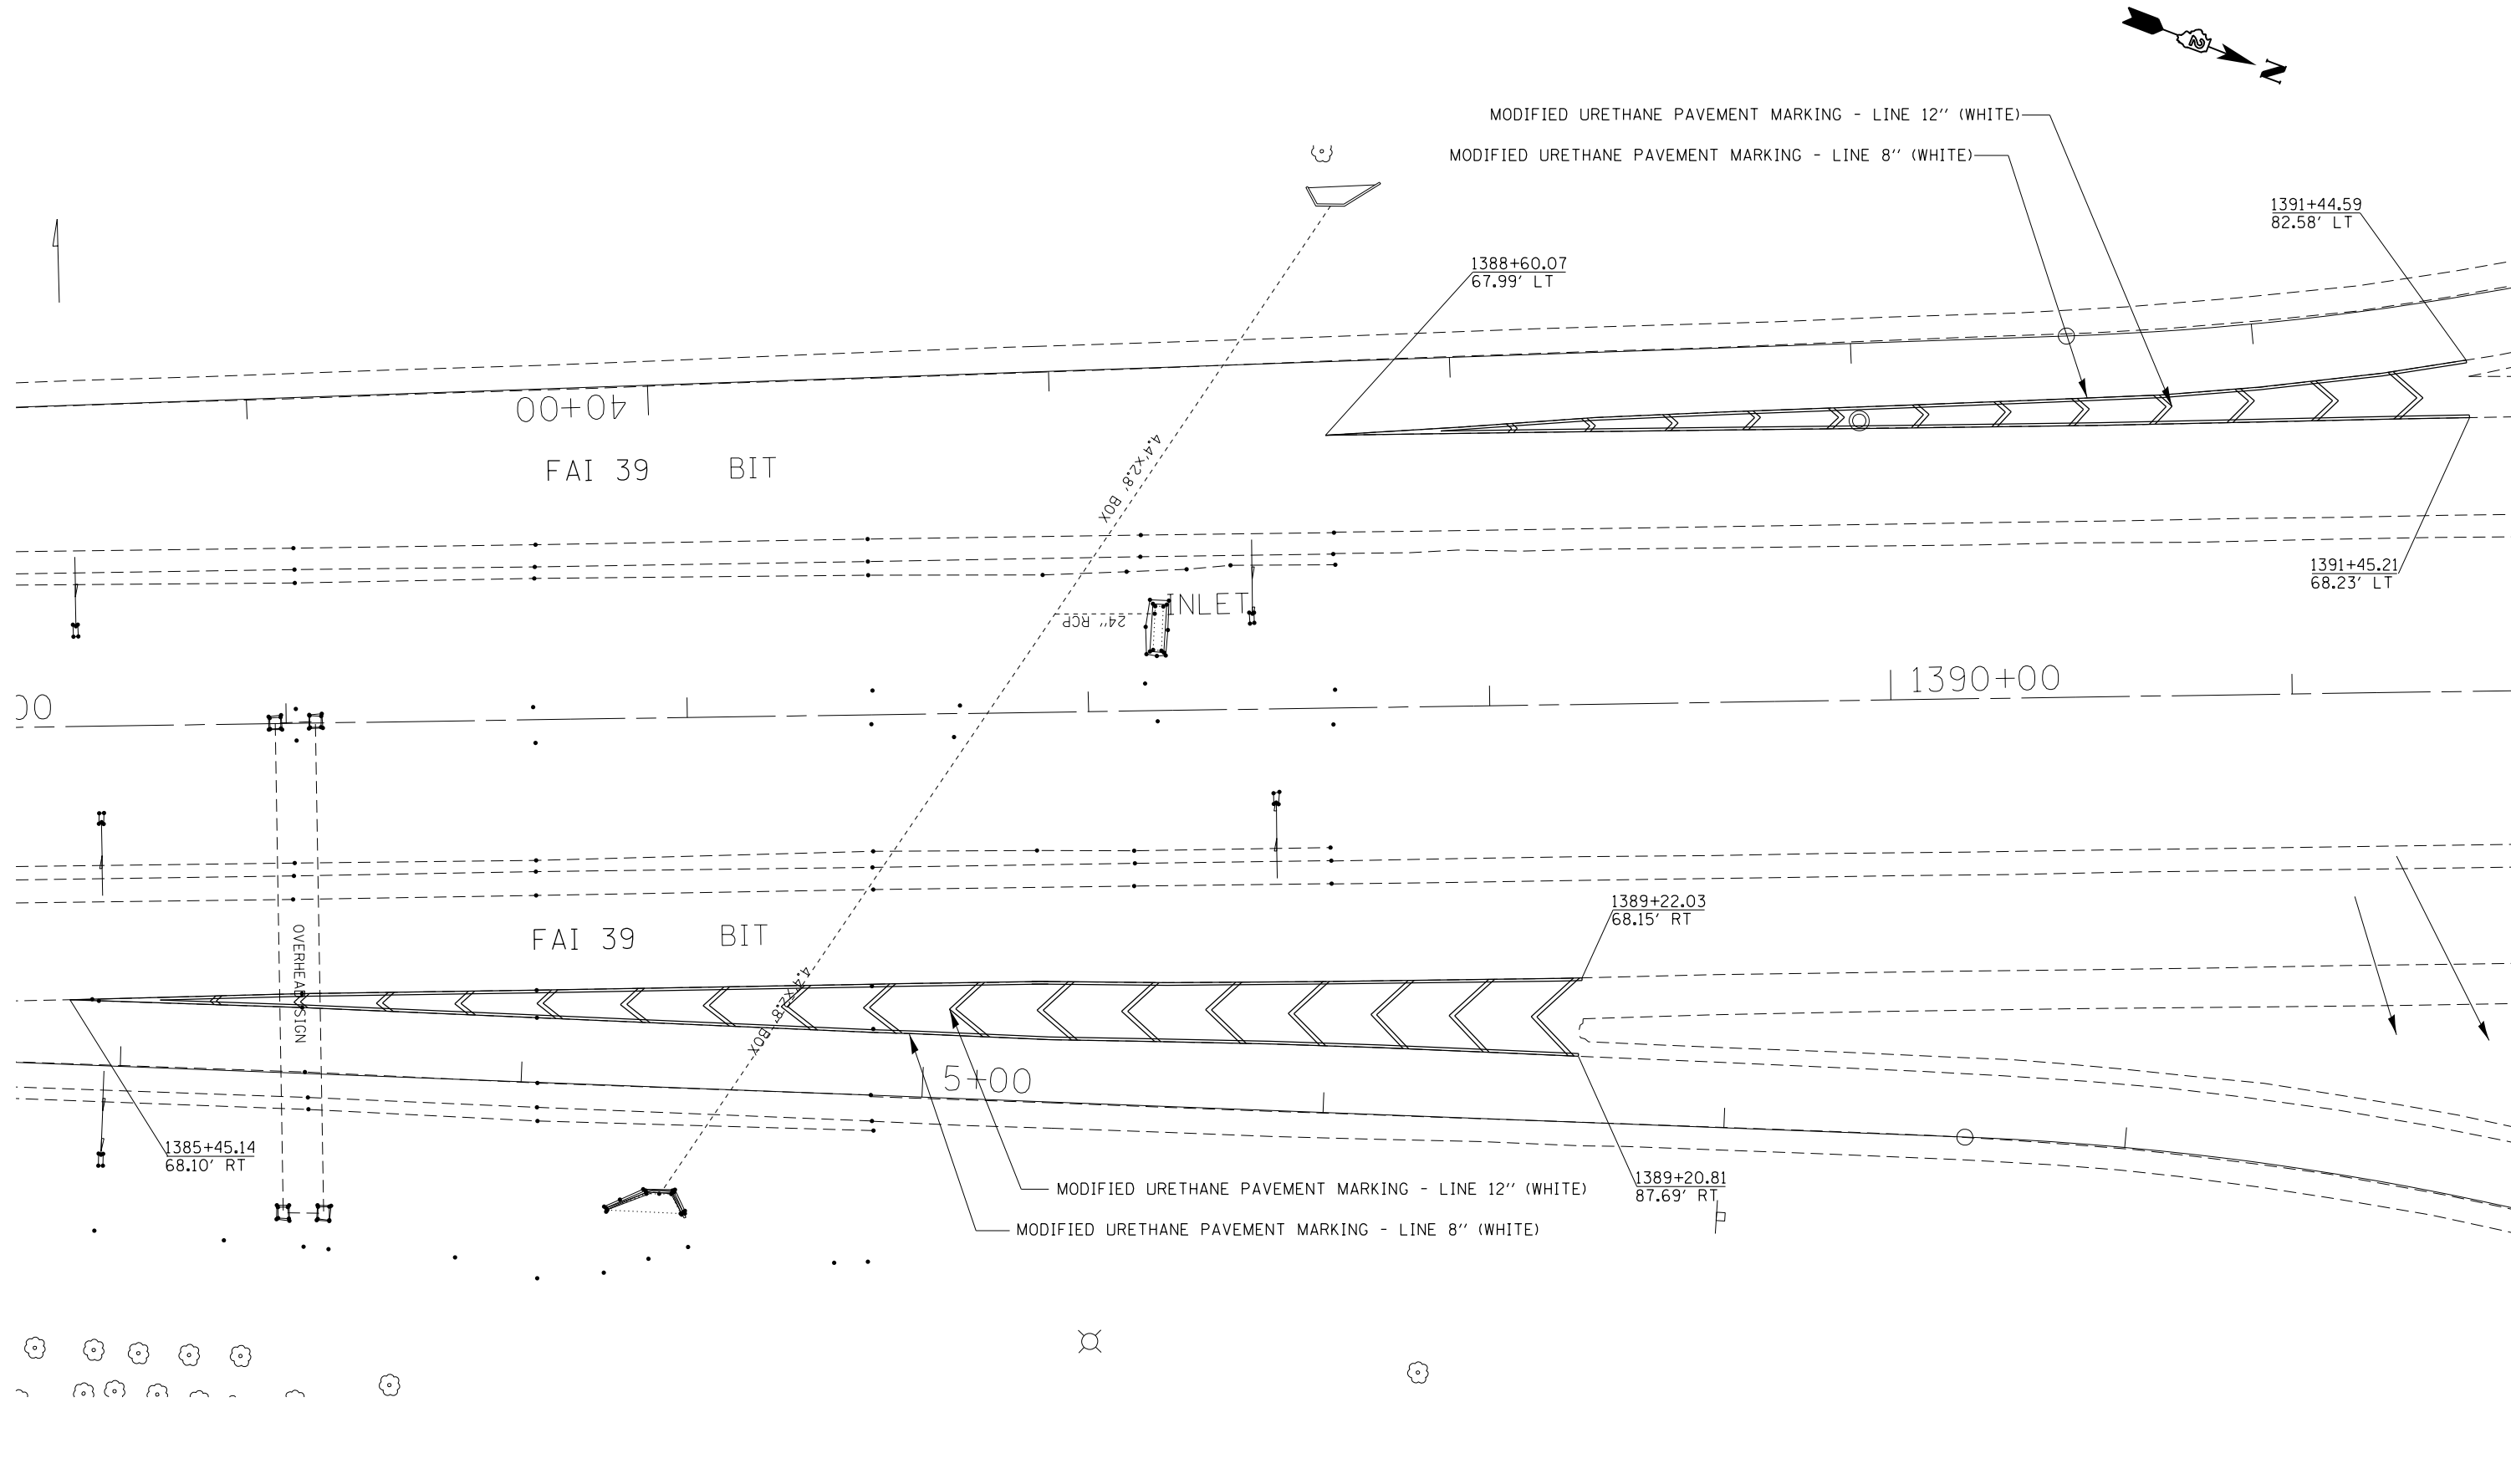 N
MODIFIED URETHANE PAVEMENT MARKING - LINE 12'' (WHITE)
MODIFIED URETHANE PAVEMENT MARKING - LINE 8'' (WHITE)
1391+44.59
82.58' LT
1388+60.07
67.99' LT
40+00
FAI 39 BIT
4.4'x2.8' BOX
1391+45.21
68.23' LT
INLET
24'' RCP
00
1390+00
1389+22.03
68.15' RT
FAI 39 BIT
OVERHEAD SIGN
4.4'x2.8' BOX
5+00
1385+45.14
68.10' RT
1389+20.81
87.69' RT
MODIFIED URETHANE PAVEMENT MARKING - LINE 12'' (WHITE)
MODIFIED URETHANE PAVEMENT MARKING - LINE 8'' (WHITE)